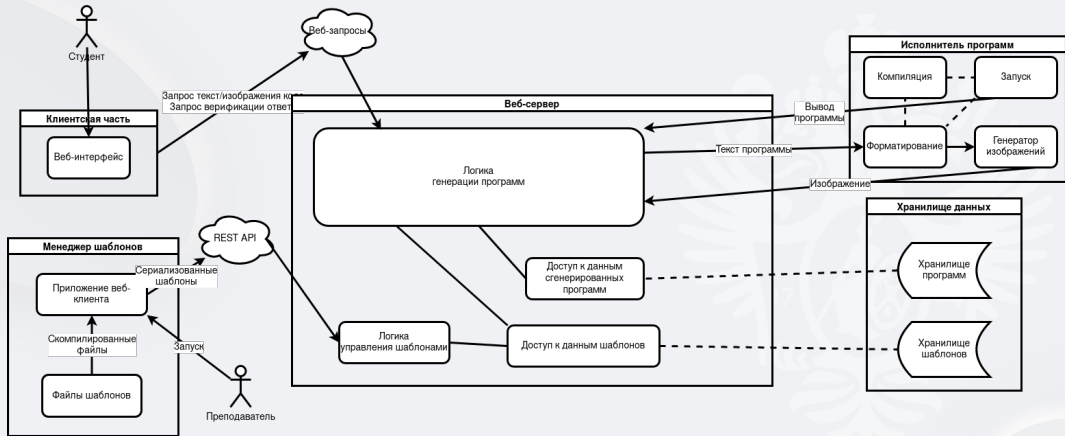 Студент
Веб-запросы
Запрос текст/изображения
Запрос верификации ответ
Клиентская часть
Веб-интерфейс
Веб-сервер
Логика
генерации программ
Исполнитель программ
Компиляция
Запуск
Форматирование
Генератор
изображений
Вывод
программы
Текст программы
Изображение
Хранилище данных
Хранилище
программ
Хранилище
шаблонов
Менеджер шаблонов
REST API
Сериализованные
шаблоны
Приложение веб-
клиента
Скомпилированные
файлы
Запуск
Файлы шаблонов
Преподаватель
Доступ к данным
сгенерированных
программ
Логика
управления шаблонами
Доступ к данным шаблонов